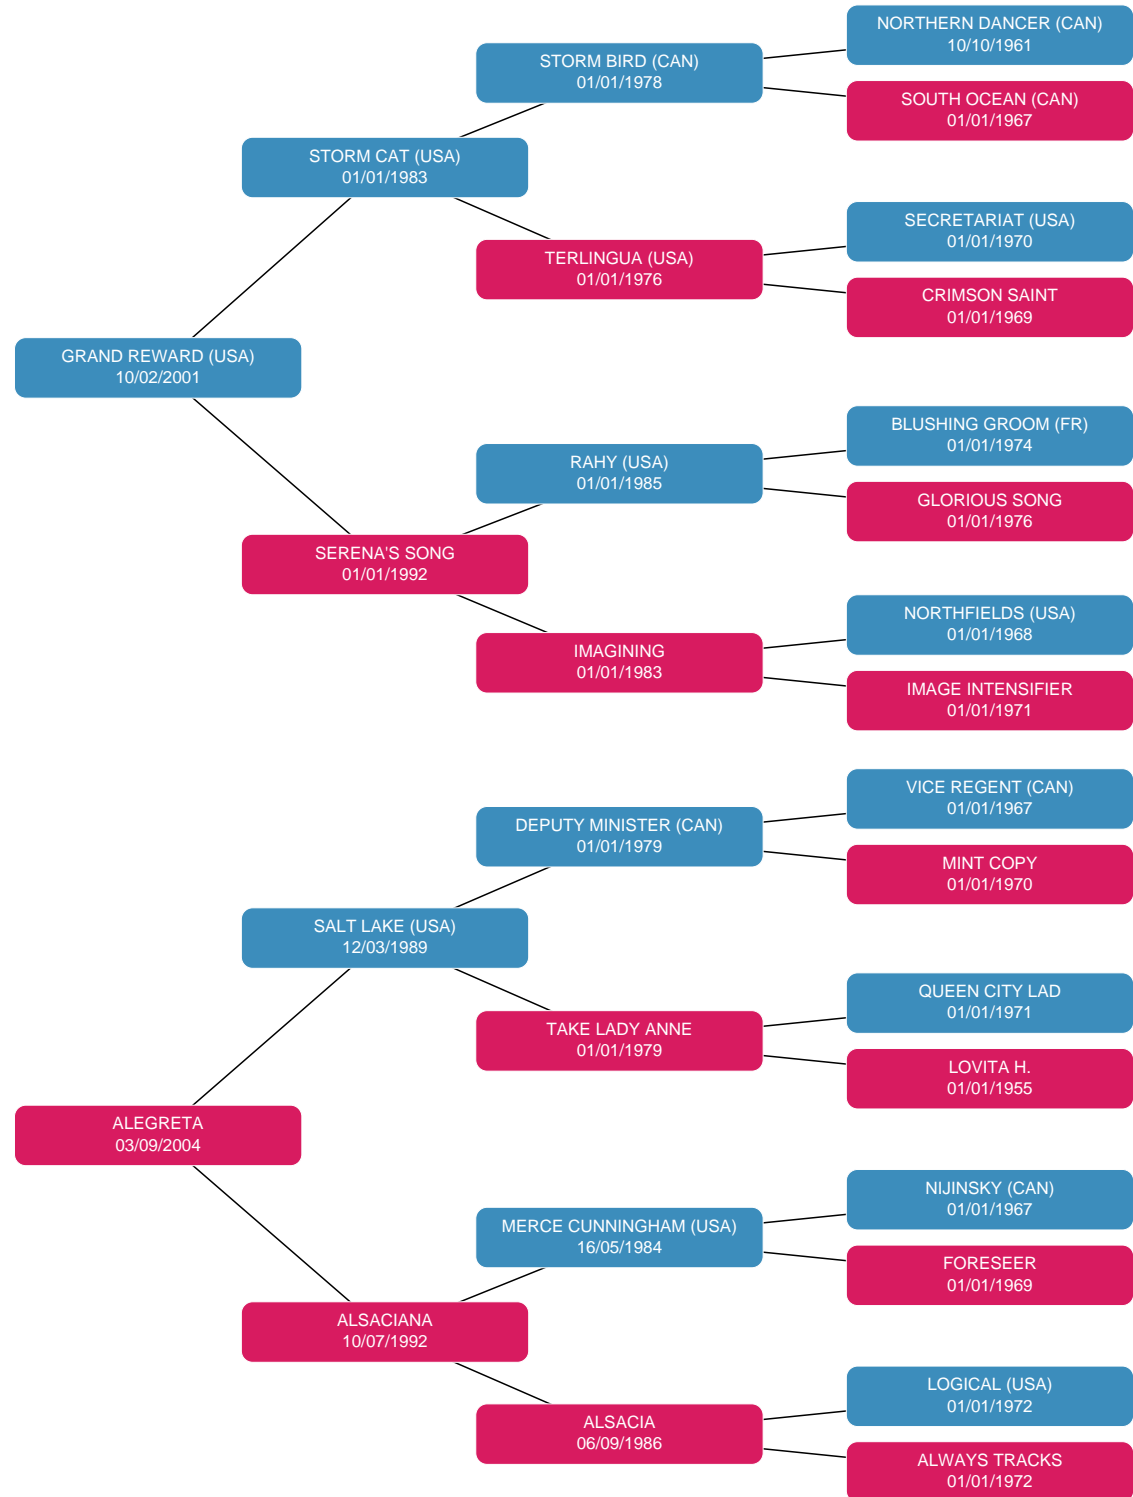 NORTHERN DANCER (CAN)
10/10/1961
STORM BIRD (CAN)
01/01/1978
SOUTH OCEAN (CAN)
01/01/1967
STORM CAT (USA)
01/01/1983
SECRETARIAT (USA)
01/01/1970
TERLINGUA (USA)
01/01/1976
CRIMSON SAINT
01/01/1969
GRAND REWARD (USA)
10/02/2001
BLUSHING GROOM (FR)
01/01/1974
RAHY (USA)
01/01/1985
GLORIOUS SONG
01/01/1976
SERENA'S SONG
01/01/1992
NORTHFIELDS (USA)
01/01/1968
IMAGINING
01/01/1983
IMAGE INTENSIFIER
01/01/1971
VICE REGENT (CAN)
01/01/1967
DEPUTY MINISTER (CAN)
01/01/1979
MINT COPY
01/01/1970
SALT LAKE (USA)
12/03/1989
QUEEN CITY LAD
01/01/1971
TAKE LADY ANNE
01/01/1979
LOVITA H.
01/01/1955
ALEGRETA
03/09/2004
NIJINSKY (CAN)
01/01/1967
MERCE CUNNINGHAM (USA)
16/05/1984
FORESEER
01/01/1969
ALSACIANA
10/07/1992
LOGICAL (USA)
01/01/1972
ALSACIA
06/09/1986
ALWAYS TRACKS
01/01/1972